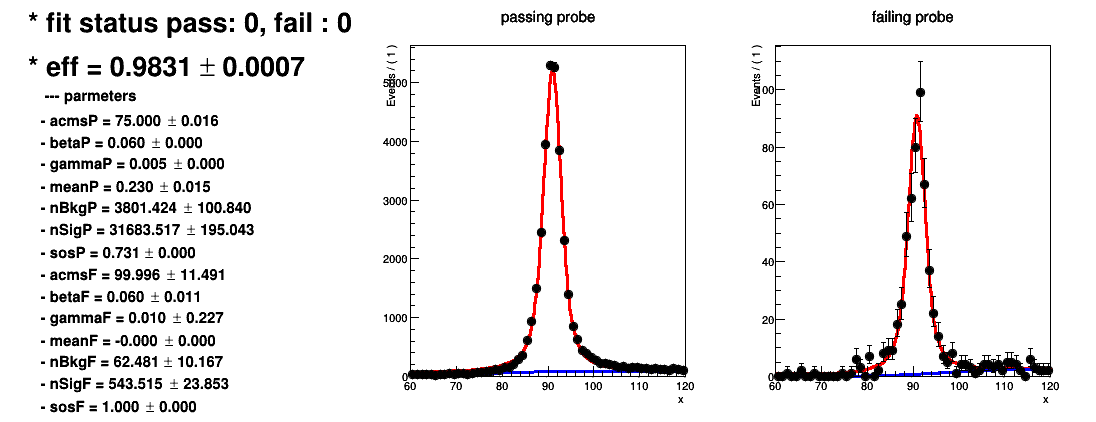 * fit status pass: 0, fail : 0
* eff = 0.9831 ± 0.0007
--- parmeters
- acmsP = 75.000 ± 0.016
- betaP = 0.060 ± 0.000
- gammaP = 0.005 ± 0.000
- meanP = 0.230 ± 0.015
- nBkgP = 3801.424 ± 100.840
- nSigP = 31683.517 ± 195.043
- sosP = 0.731 ± 0.000
- acmsF = 99.996 ± 11.491
- betaF = 0.060 ± 0.011
- gammaF = 0.010 ± 0.227
- meanF = -0.000 ± 0.000
- nBkgF = 62.481 ± 10.167
- nSigF = 543.515 ± 23.853
- sosF = 1.000 ± 0.000
passing probe
Events / ( 1 )
5000
4000
3000
2000
1000
0
60 70 80 90 100 110 120
x
failing probe
Events / ( 1 )
100
80
60
40
20
0
60 70 80 90 100 110 120
x